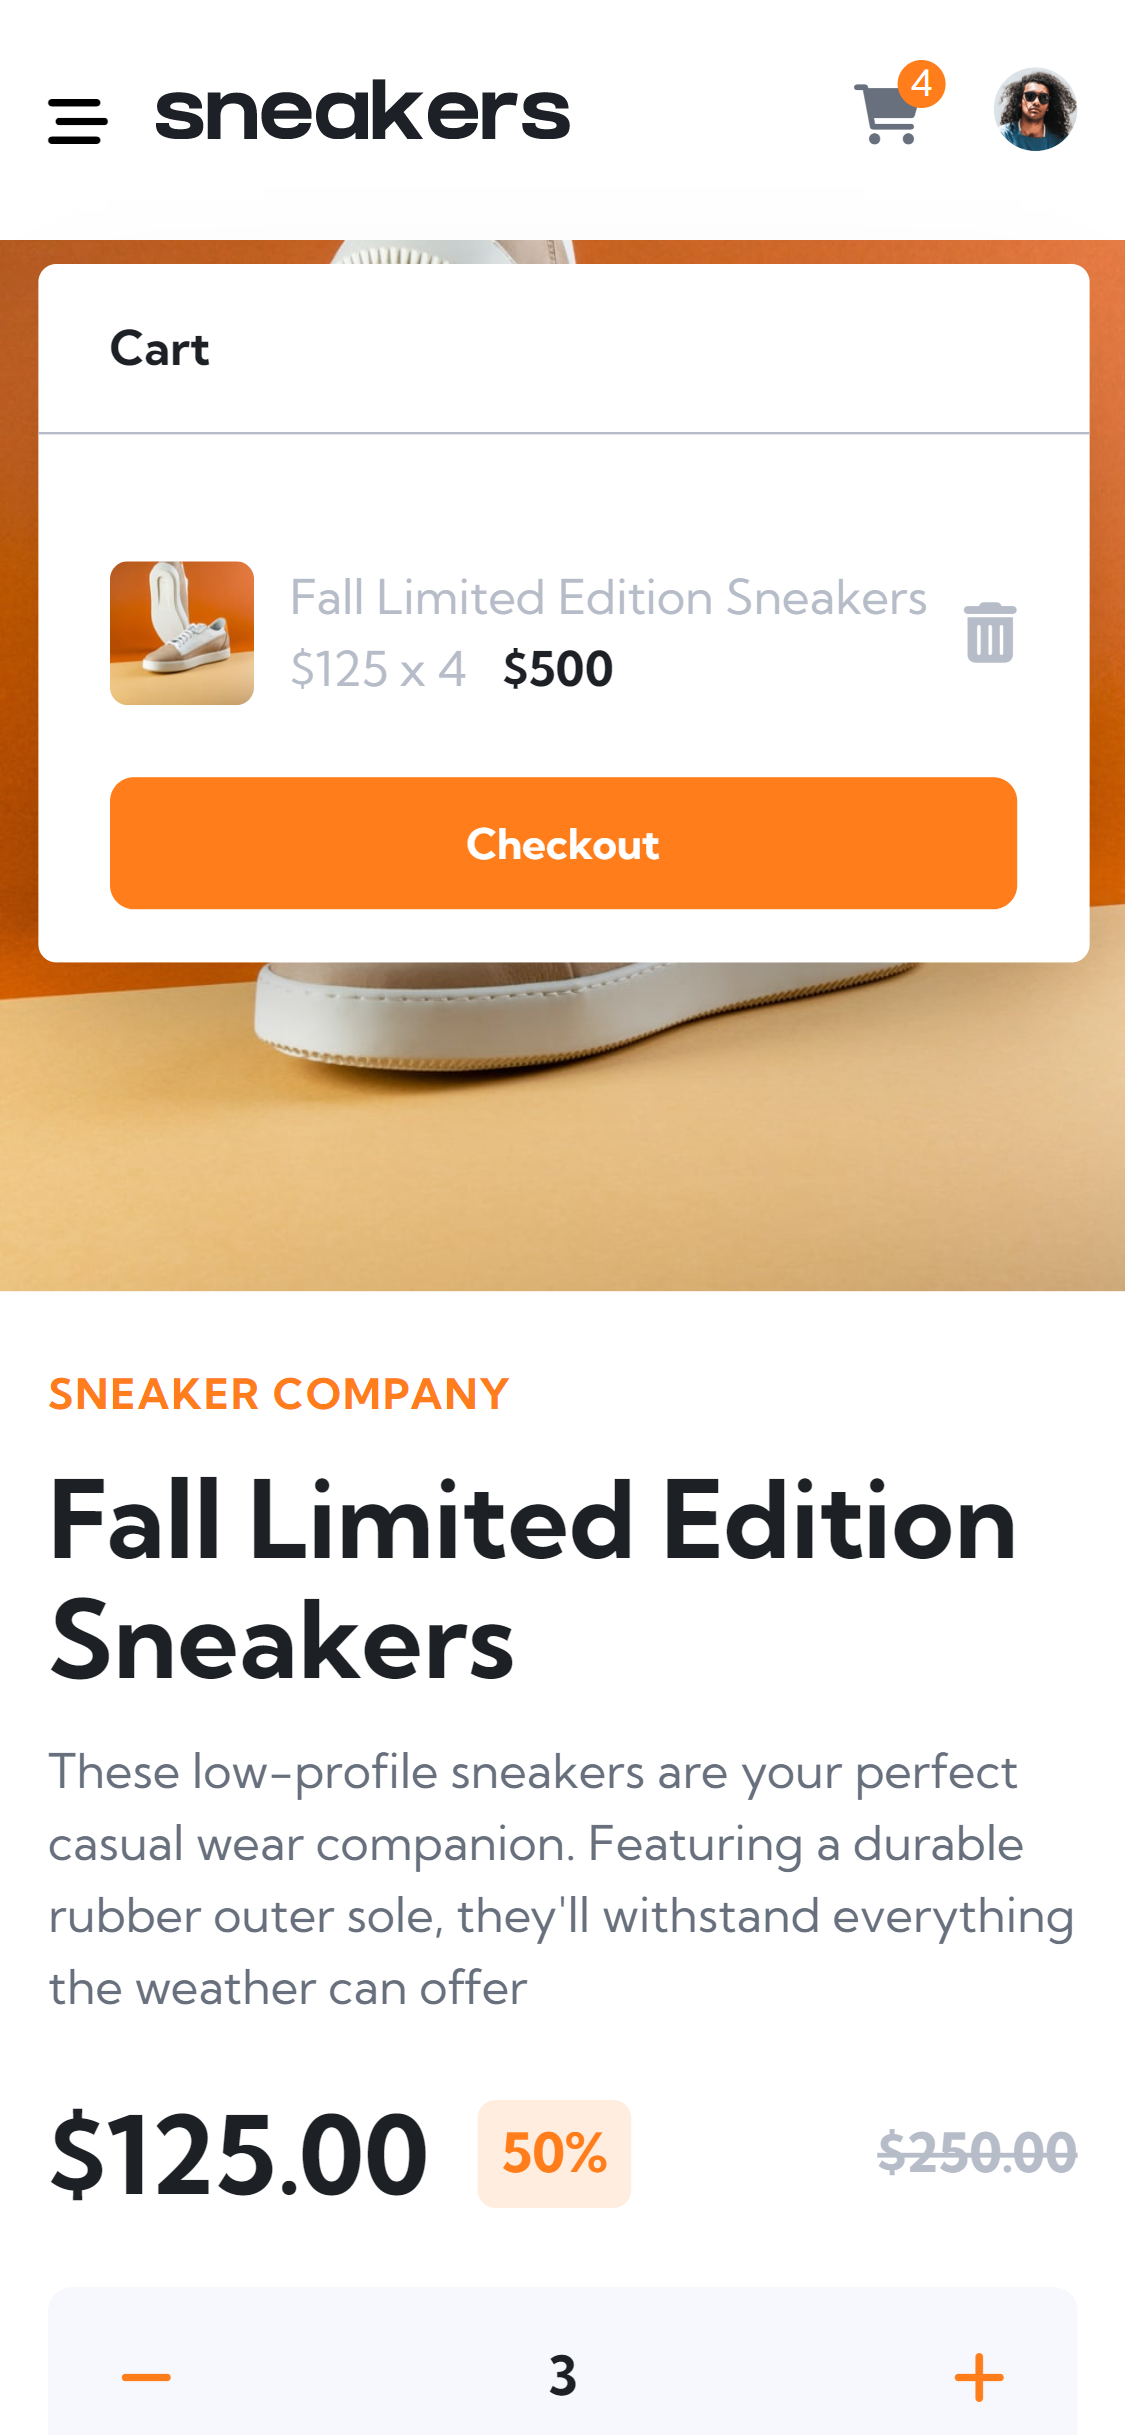 sneakers
4
Cart
Fall Limited Edition Sneakers
$125 x 4 $500
Checkout
SNEAKER COMPANY
Fall Limited Edition
Sneakers
These low-profile sneakers are your perfect
casual wear companion. Featuring a durable
rubber outer sole, they'll withstand everything
the weather can offer
$125.00 50% $250.00
3